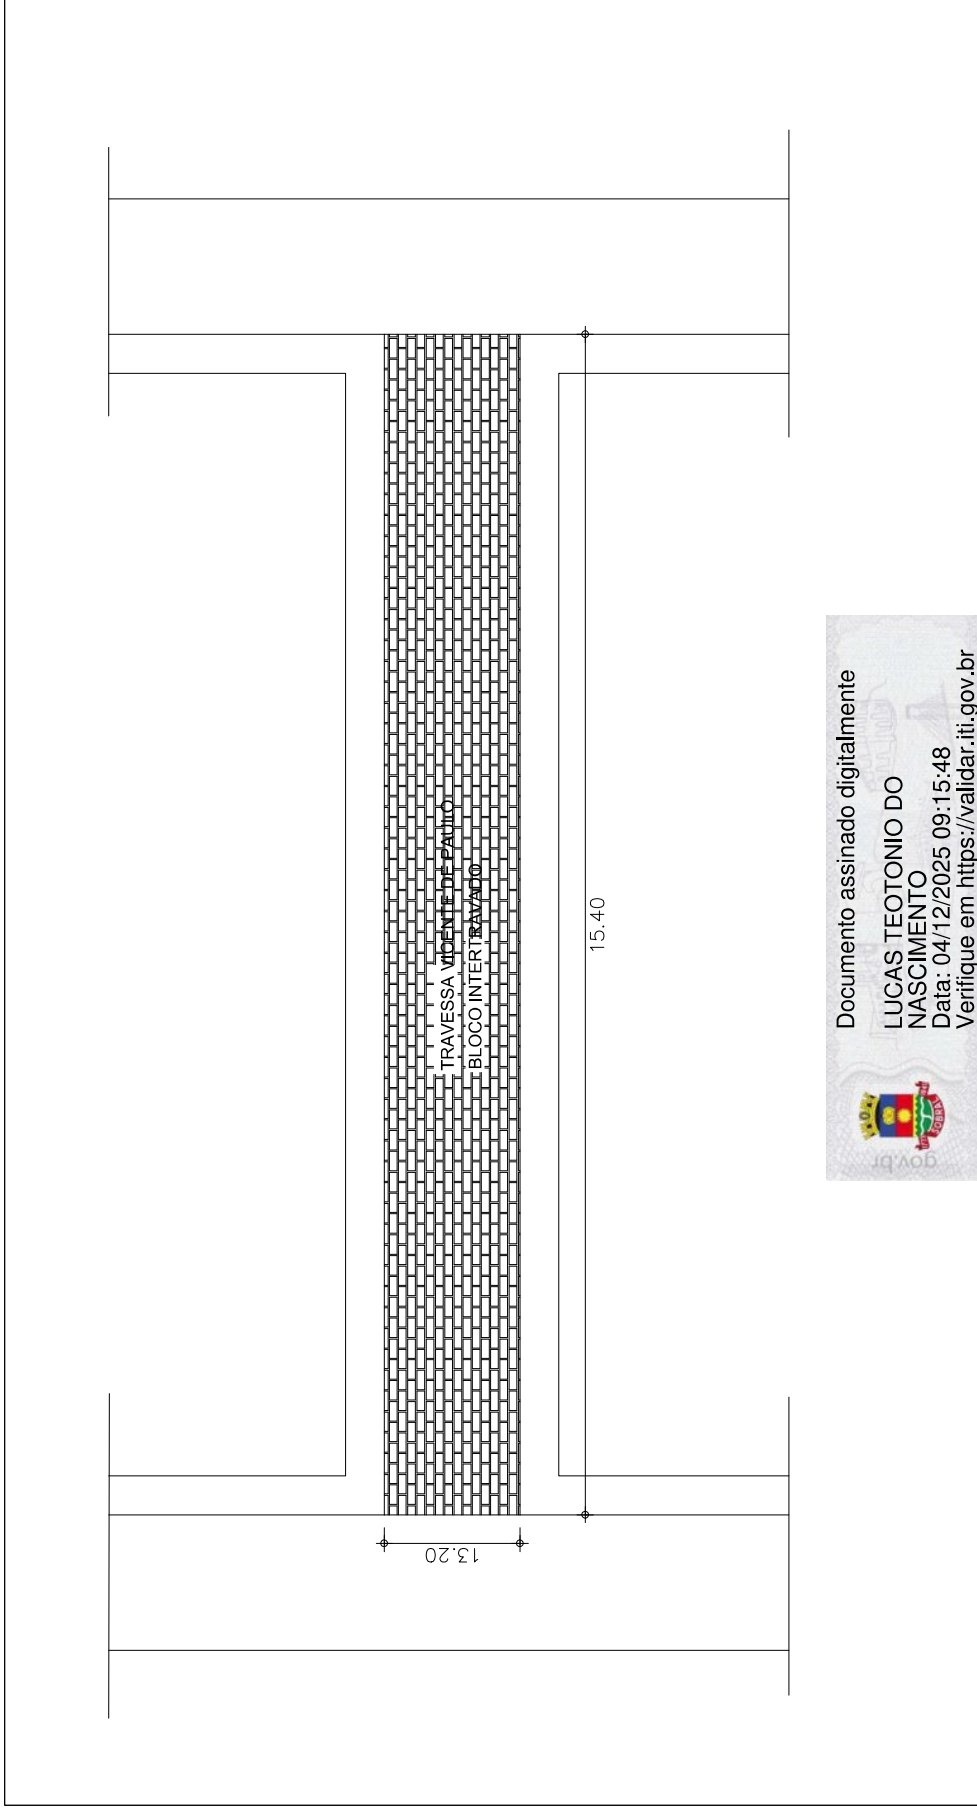 TRAVESSA VICENTE DE PAULO
BLOCO INTERTRAVADO
15.40
13.20
Documento assinado digitalmente
LUCAS TEOTONIO DO
NASCIMENTO
Data: 04/12/2025 09:15:48
Verifique em https://validar.iti.gov.br
gov.br
SOBRAL